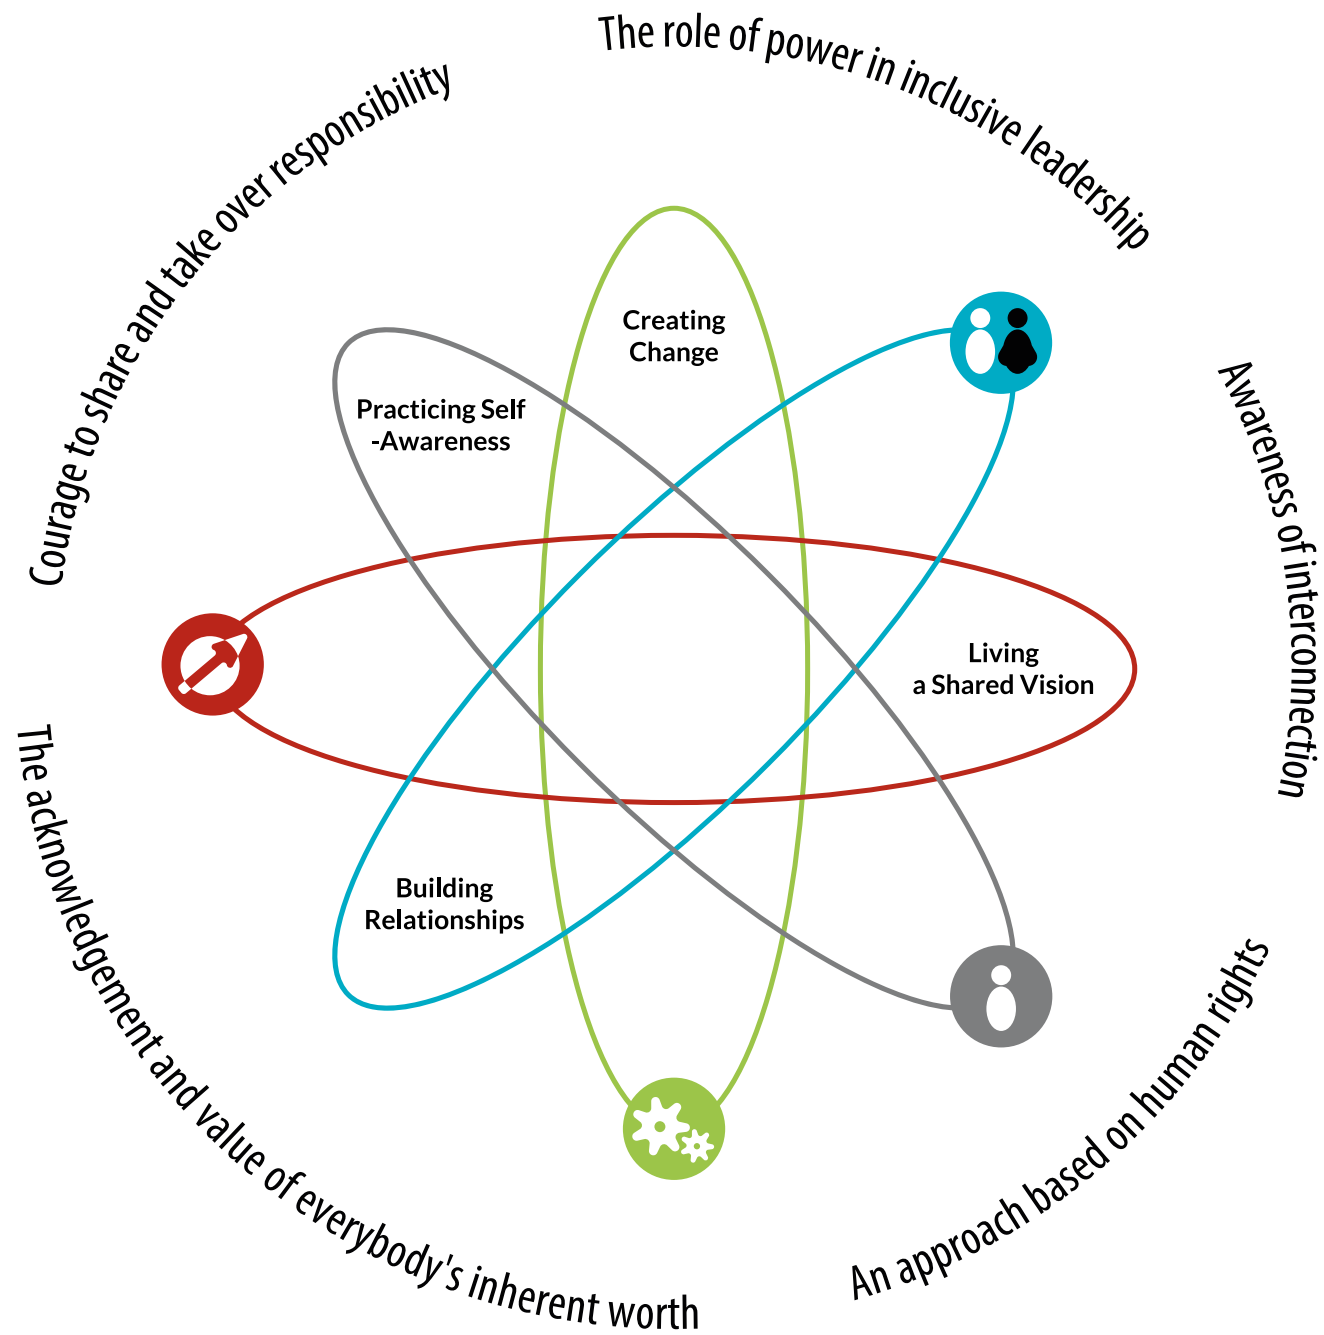 The role of power in inclusive leadership
Courage to share and take over responsibility
Awareness of interconnection
Creating
Change
Practicing Self
-Awareness
Living
a Shared Vision
Building
Relationships
The acknowledgement and value of everybody's inherent worth
An approach based on human rights